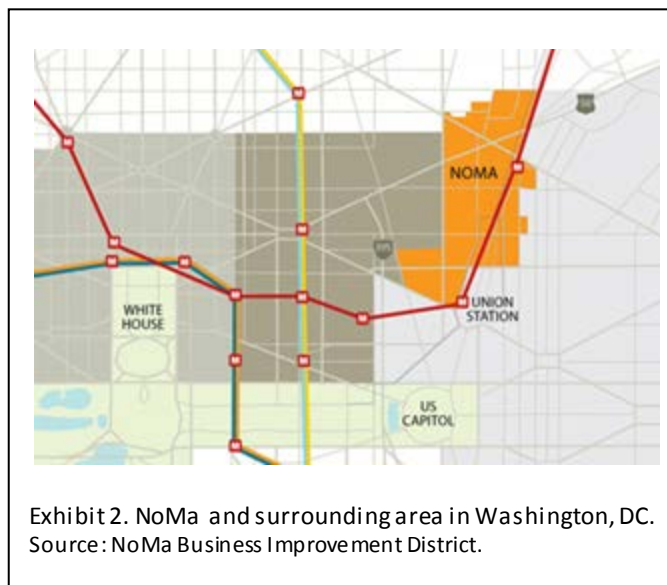 NOMA
395
WHITE
HOUSE
UNION
STATION
US
CAPITOL
Exhibit 2. NoMa and surrounding area in Washington, DC.
Source: NoMa Business Improvement District.